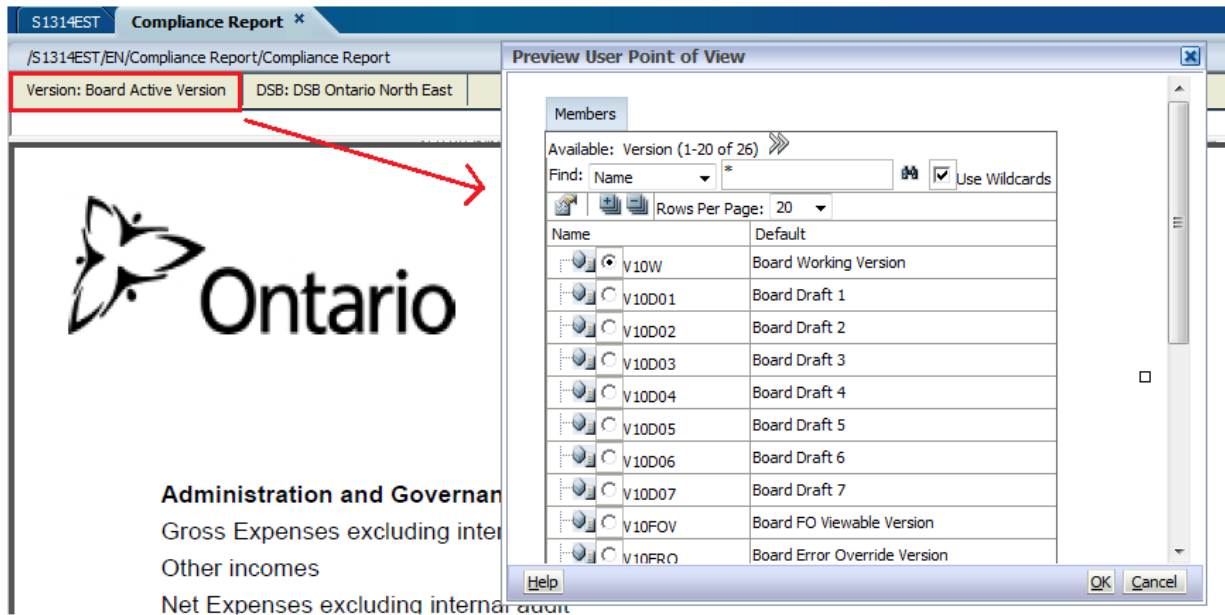 S1314EST Compliance Report ×
/S1314EST/EN/Compliance Report/Compliance Report
Version: Board Active Version DSB: DSB Ontario North East
Ontario
Administration and Governan
Gross Expenses excluding inter
Other incomes
Net Expenses excluding internal audit
Preview User Point of View
Members
Available: Version (1-20 of 26)
Find: Name * Use Wildcards
Rows Per Page: 20
Name Default
V10W Board Working Version
V10D01 Board Draft 1
V10D02 Board Draft 2
V10D03 Board Draft 3
V10D04 Board Draft 4
V10D05 Board Draft 5
V10D06 Board Draft 6
V10D07 Board Draft 7
V10FOV Board FO Viewable Version
V10ERO Board Error Override Version
Help OK Cancel